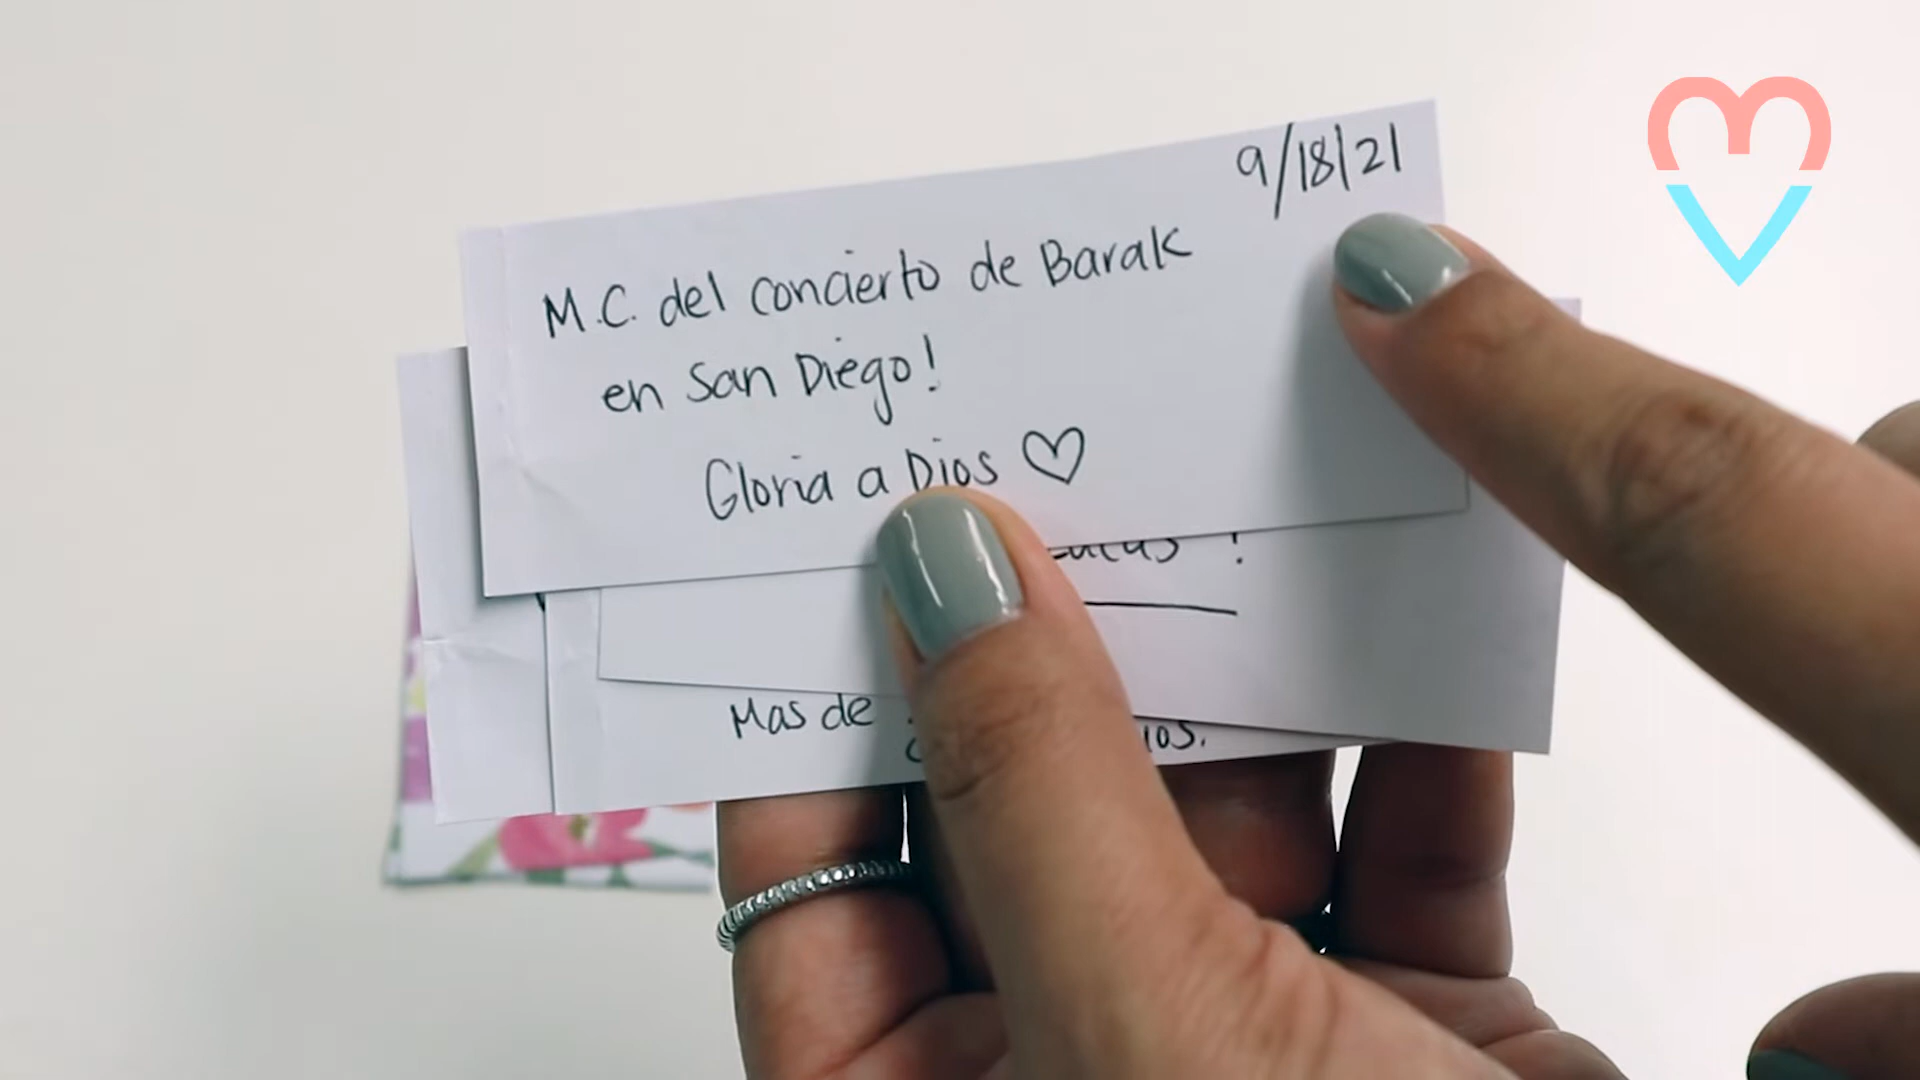 9/18/21
M.C. del concierto de Barak
en San Diego!
Gloria a Dios ♡
Mas de